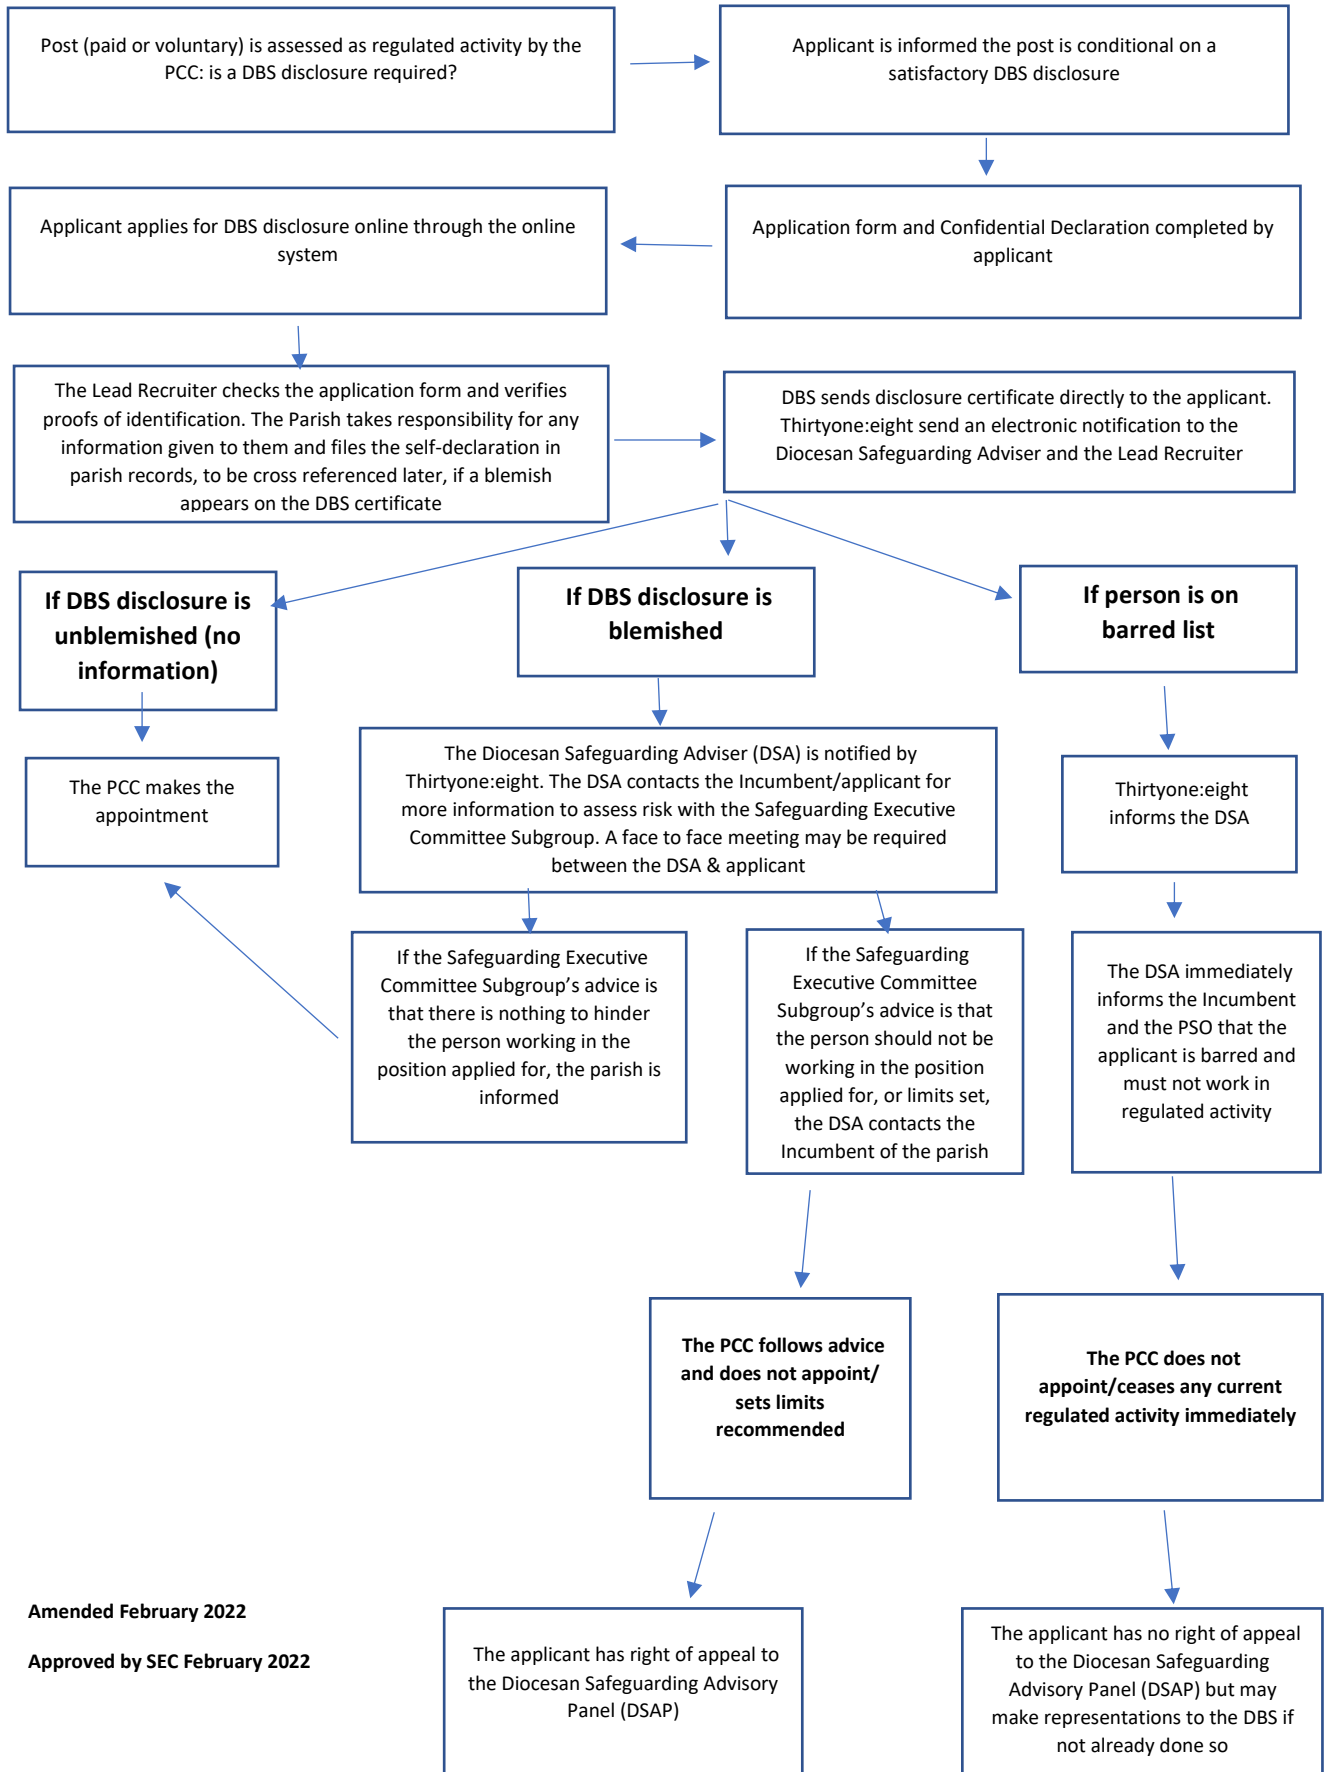 Post (paid or voluntary) is assessed as regulated activity by the
PCC: is a DBS disclosure required?
Applicant is informed the post is conditional on a
satisfactory DBS disclosure
Application form and Confidential Declaration completed by
applicant
Applicant applies for DBS disclosure online through the online
system
The Lead Recruiter checks the application form and verifies
proofs of identification. The Parish takes responsibility for any
information given to them and files the self-declaration in
parish records, to be cross referenced later, if a blemish
appears on the DBS certificate
DBS sends disclosure certificate directly to the applicant.
Thirtyone:eight send an electronic notification to the
Diocesan Safeguarding Adviser and the Lead Recruiter
If DBS disclosure is
unblemished (no
information)
If DBS disclosure is
blemished
If person is on
barred list
The PCC makes the
appointment
The Diocesan Safeguarding Adviser (DSA) is notified by
Thirtyone:eight. The DSA contacts the Incumbent/applicant for
more information to assess risk with the Safeguarding Executive
Committee Subgroup. A face to face meeting may be required
between the DSA & applicant
Thirtyone:eight
informs the DSA
If the Safeguarding Executive
Committee Subgroup's advice is
that there is nothing to hinder
the person working in the
position applied for, the parish is
informed
If the Safeguarding
Executive Committee
Subgroup's advice is that
the person should not be
working in the position
applied for, or limits set,
the DSA contacts the
Incumbent of the parish
The DSA immediately
informs the Incumbent
and the PSO that the
applicant is barred and
must not work in
regulated activity
The PCC follows advice
and does not appoint/
sets limits
recommended
The PCC does not
appoint/ceases any current
regulated activity immediately
Amended February 2022
Approved by SEC February 2022
The applicant has right of appeal to
the Diocesan Safeguarding Advisory
Panel (DSAP)
The applicant has no right of appeal
to the Diocesan Safeguarding
Advisory Panel (DSAP) but may
make representations to the DBS if
not already done so